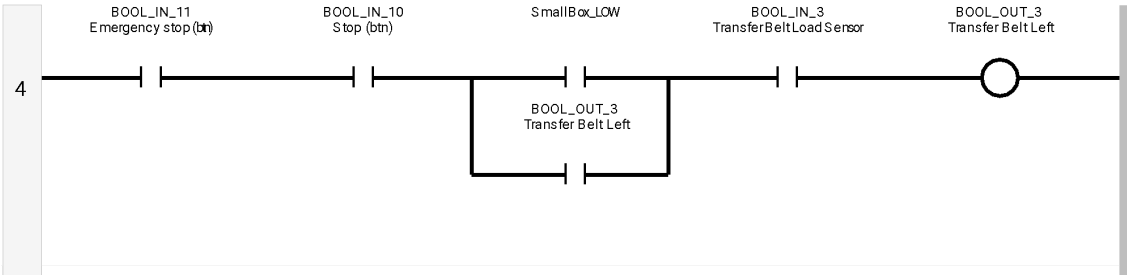 BOOL_IN_11
Emergency stop (btn)
BOOL_IN_10
Stop (btn)
SmallBox_LOW
BOOL_IN_3
Transfer Belt Load Sensor
BOOL_OUT_3
Transfer Belt Left
4
BOOL_OUT_3
Transfer Belt Left